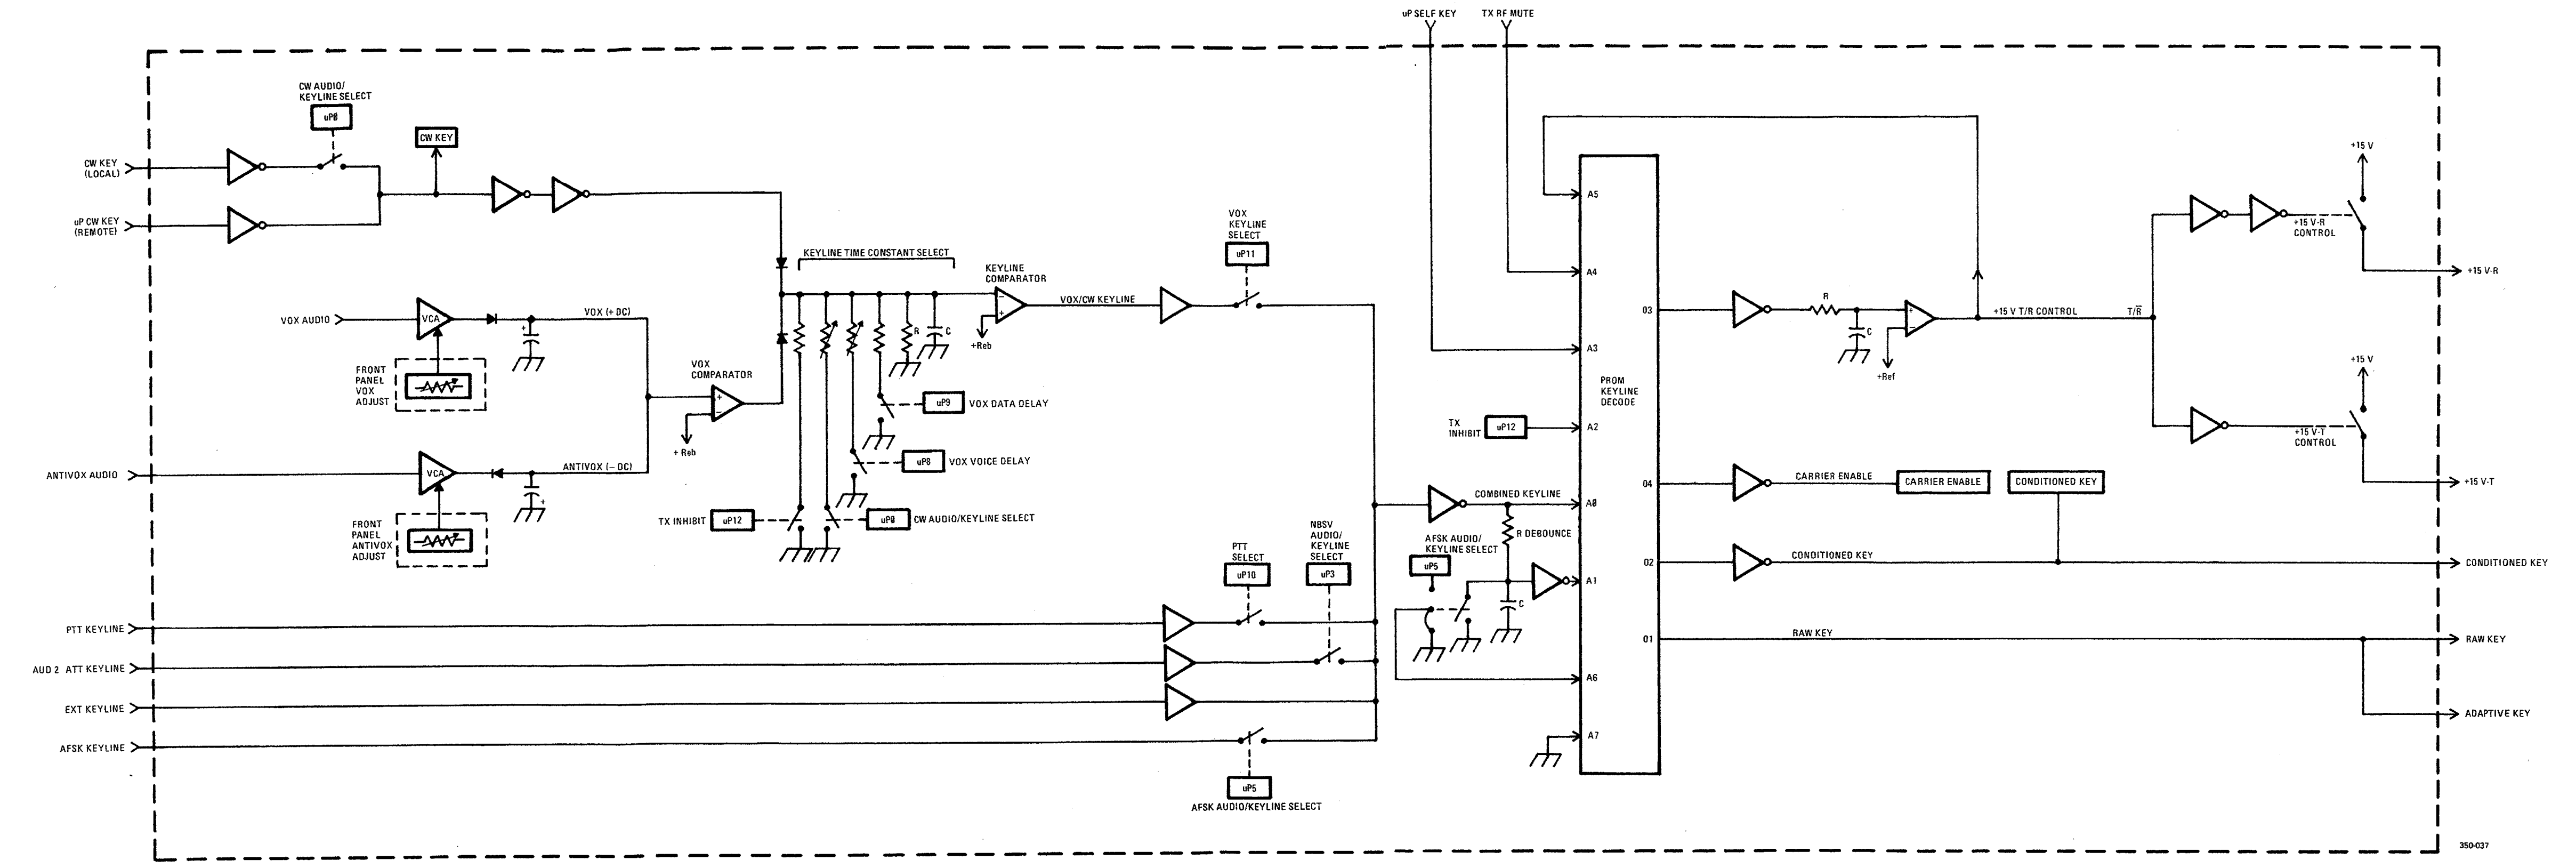 uP SELF KEY
TX RF MUTE
CW AUDIO/
KEYLINE SELECT
uP0
CW KEY
CW KEY
(LOCAL)
uP CW KEY
(REMOTE)
VOX AUDIO
VCA
VOX (+ DC)
FRONT
PANEL
VOX
ADJUST
ANTIVOX AUDIO
VCA
ANTIVOX (– DC)
FRONT
PANEL
ANTIVOX
ADJUST
VOX
COMPARATOR
+
–
+ Reb
KEYLINE TIME CONSTANT SELECT
R
C
uP9
VOX DATA DELAY
uP8
VOX VOICE DELAY
TX INHIBIT
uP12
uP0
CW AUDIO/KEYLINE SELECT
KEYLINE
COMPARATOR
–
+
+Reb
VOX/CW KEYLINE
VOX
KEYLINE
SELECT
uP11
PTT
SELECT
uP10
NBSV
AUDIO/
KEYLINE
SELECT
uP3
PTT KEYLINE
AUD 2 ATT KEYLINE
EXT KEYLINE
AFSK KEYLINE
uP5
AFSK AUDIO/KEYLINE SELECT
COMBINED KEYLINE
R DEBOUNCE
C
AFSK AUDIO/
KEYLINE SELECT
uP5
TX
INHIBIT
uP12
A5
A4
A3
A2
A0
A1
A6
A7
PROM
KEYLINE
DECODE
03
04
02
01
R
C
+
–
+Ref
+15 V T/R CONTROL
T/R̅
+15 V
+15 V-R
CONTROL
+15 V-R
+15 V
+15 V-T
CONTROL
+15 V-T
CARRIER ENABLE
CARRIER ENABLE
CONDITIONED KEY
CONDITIONED KEY
CONDITIONED KEY
RAW KEY
RAW KEY
ADAPTIVE KEY
350-037